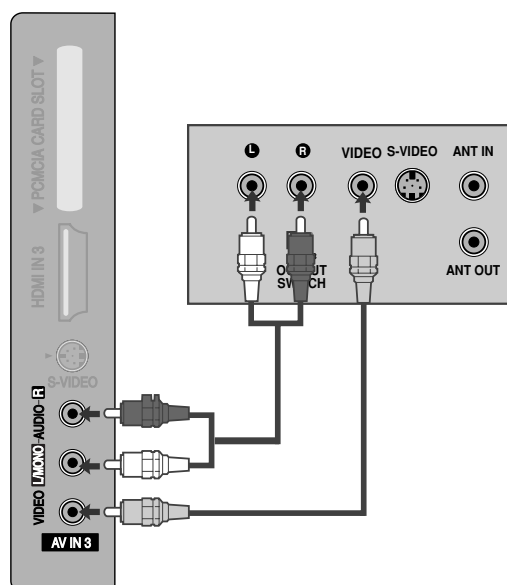 ▼ PCMCIA CARD SLOT ▼
HDMI IN 3
S-VIDEO
VIDEO L/MONO-AUDIO-R
AV IN 3
L R VIDEO S-VIDEO ANT IN
ANT OUT
SWITCH